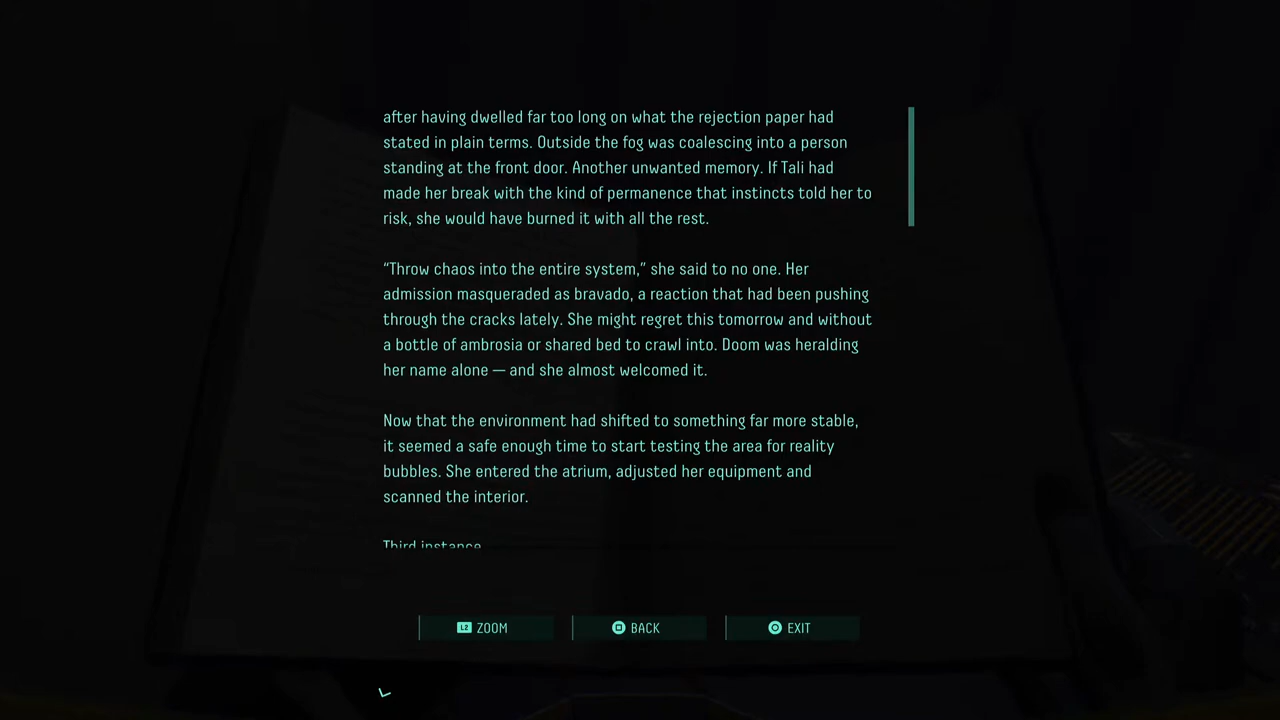 after having dwelled far too long on what the rejection paper had
stated in plain terms. Outside the fog was coalescing into a person
standing at the front door. Another unwanted memory. If Tali had
made her break with the kind of permanence that instincts told her to
risk, she would have burned it with all the rest.
“Throw chaos into the entire system,” she said to no one. Her
admission masqueraded as bravado, a reaction that had been pushing
through the cracks lately. She might regret this tomorrow and without
a bottle of ambrosia or shared bed to crawl into. Doom was heralding
her name alone — and she almost welcomed it.
Now that the environment had shifted to something far more stable,
it seemed a safe enough time to start testing the area for reality
bubbles. She entered the atrium, adjusted her equipment and
scanned the interior.
Third instance
L2 ZOOM
BACK
EXIT